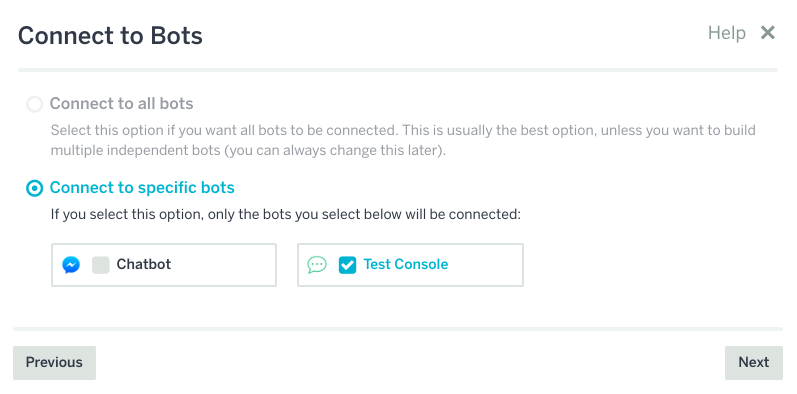 Connect to Bots
Help
Connect to all bots
Select this option if you want all bots to be connected. This is usually the best option, unless you want to build
multiple independent bots (you can always change this later).
Connect to specific bots
If you select this option, only the bots you select below will be connected:
Chatbot
Test Console
Previous
Next